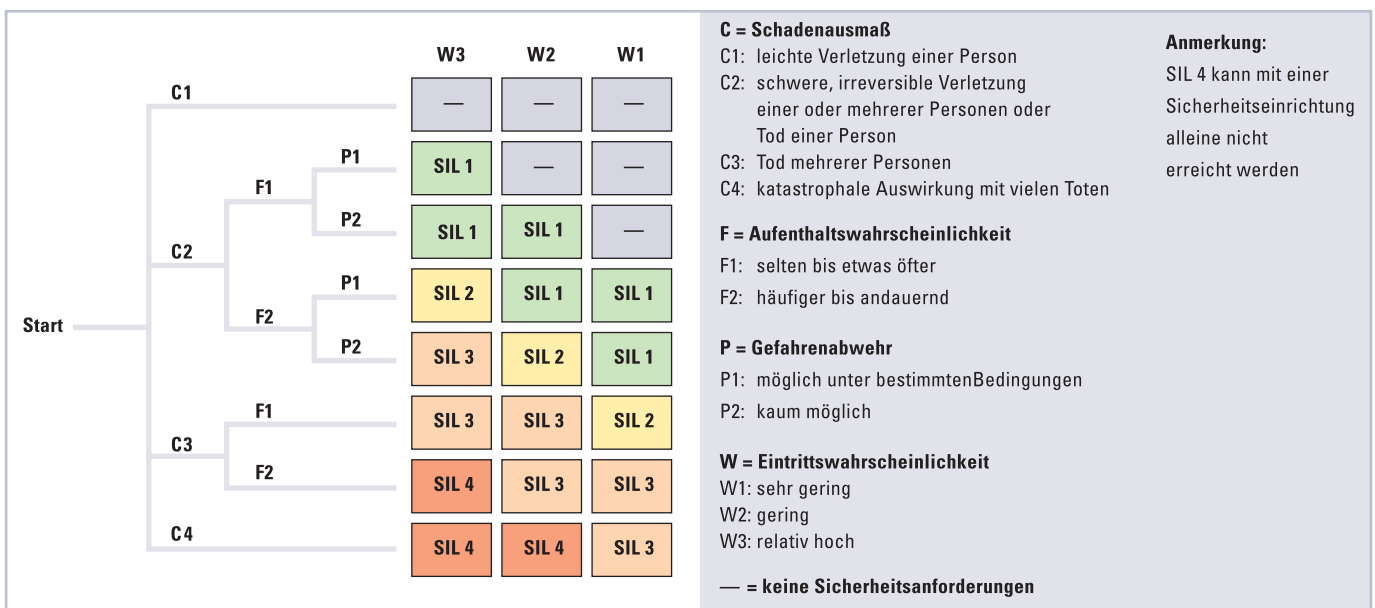 W3 W2 W1
C1 — — —
P1 SIL 1 — —
F1
P2 SIL 1 SIL 1 —
C2
P1 SIL 2 SIL 1 SIL 1
F2
Start
P2 SIL 3 SIL 2 SIL 1
F1 SIL 3 SIL 3 SIL 2
C3
F2 SIL 4 SIL 3 SIL 3
C4 SIL 4 SIL 4 SIL 3
C = Schadenausmaß
C1: leichte Verletzung einer Person
C2: schwere, irreversible Verletzung
einer oder mehrerer Personen oder
Tod einer Person
C3: Tod mehrerer Personen
C4: katastrophale Auswirkung mit vielen Toten
F = Aufenthaltswahrscheinlichkeit
F1: selten bis etwas öfter
F2: häufiger bis andauernd
P = Gefahrenabwehr
P1: möglich unter bestimmtenBedingungen
P2: kaum möglich
W = Eintrittswahrscheinlichkeit
W1: sehr gering
W2: gering
W3: relativ hoch
— = keine Sicherheitsanforderungen
Anmerkung:
SIL 4 kann mit einer
Sicherheitseinrichtung
alleine nicht
erreicht werden